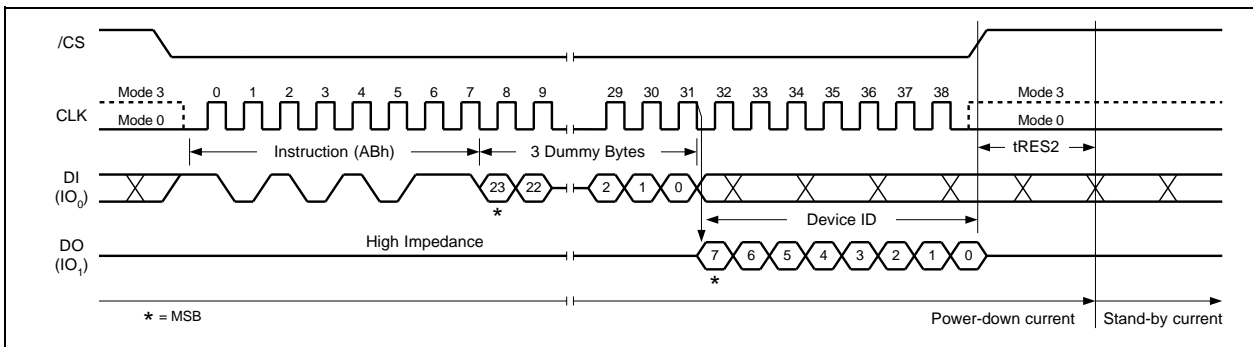 /CS
Mode 3 0 1 2 3 4 5 6 7 8 9 29 30 31 32 33 34 35 36 37 38 Mode 3
CLK Mode 0 Mode 0
Instruction (ABh) 3 Dummy Bytes tRES2
DI
(IO0) 23 22 2 1 0
*
Device ID
High Impedance
DO
(IO1) 7 6 5 4 3 2 1 0
*
* = MSB
Power-down current Stand-by current